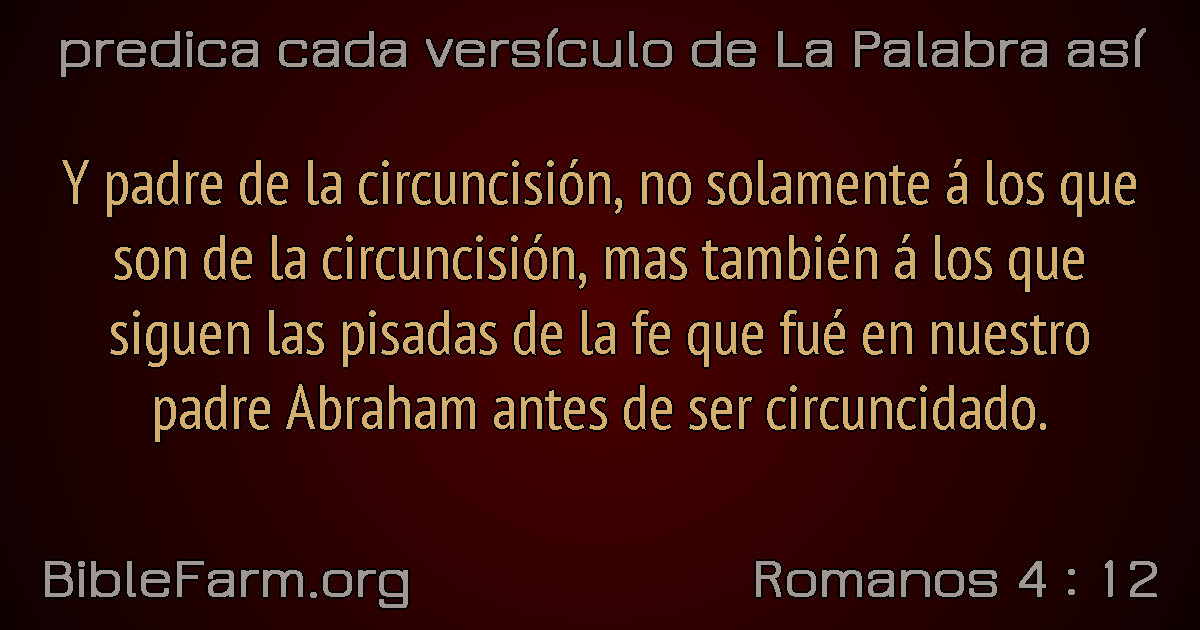 predica cada versículo de La Palabra así
Y padre de la circuncisión, no solamente á los que
son de la circuncisión, mas también á los que
siguen las pisadas de la fe que fué en nuestro
padre Abraham antes de ser circuncidado.
BibleFarm.org
Romanos 4 : 12